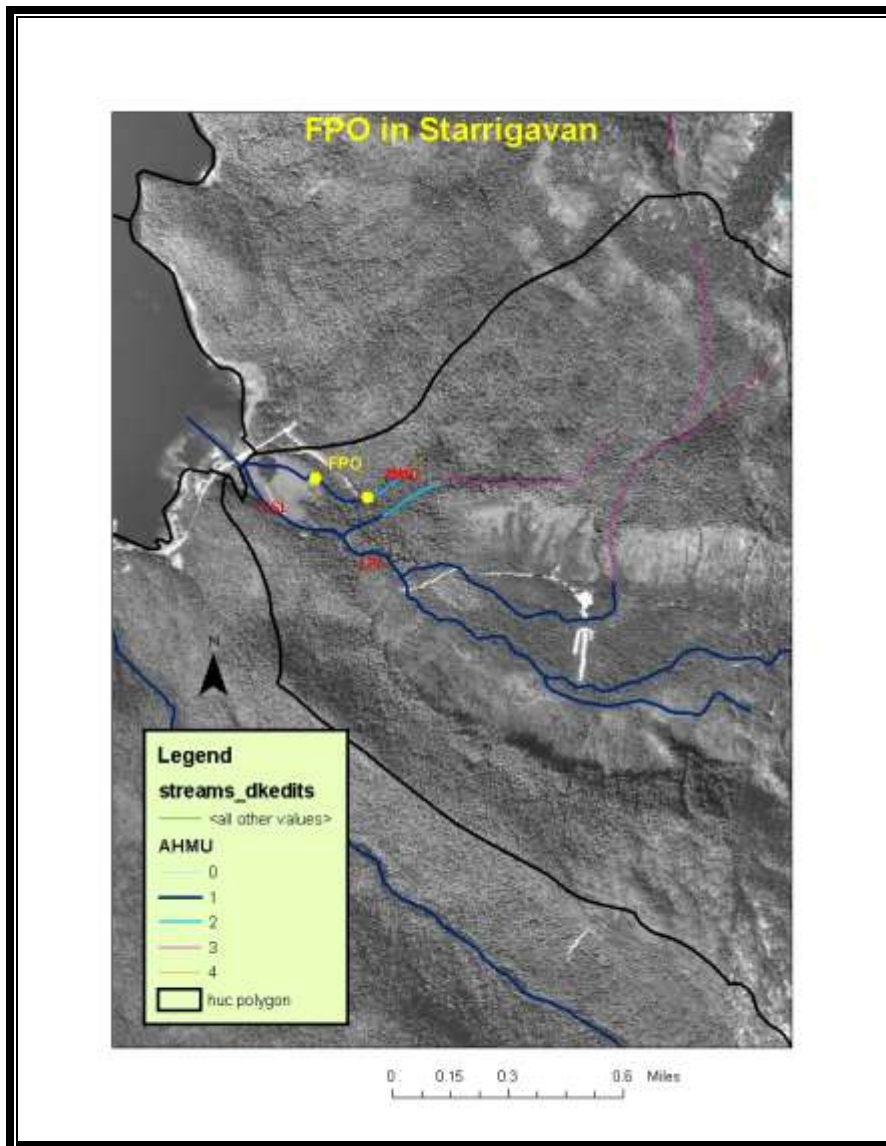 FPO in Starrigavan
FPO
N
Legend
streams_dkedits
<all other values>
AHMU
0
1
2
3
4
huc polygon
0 0.15 0.3 0.6 Miles